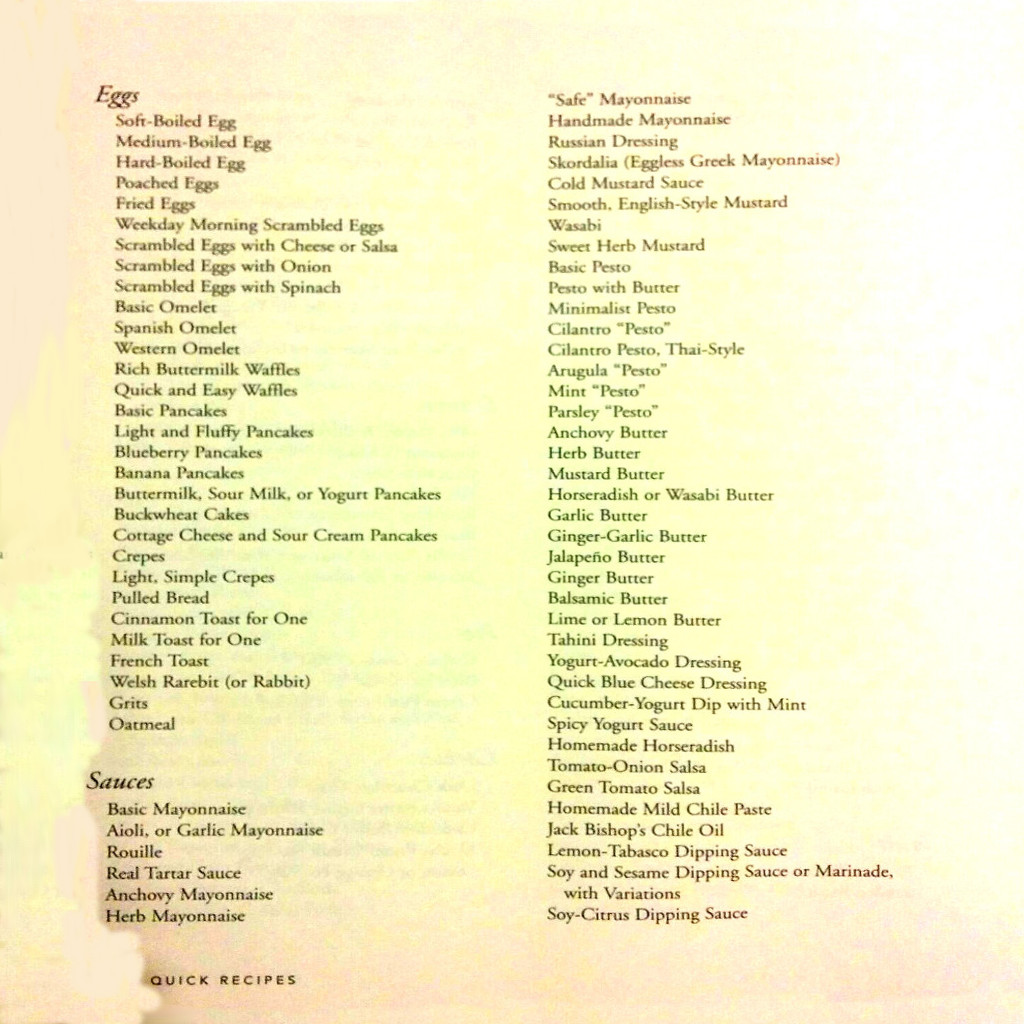 Eggs
Soft-Boiled Egg
Medium-Boiled Egg
Hard-Boiled Egg
Poached Eggs
Fried Eggs
Weekday Morning Scrambled Eggs
Scrambled Eggs with Cheese or Salsa
Scrambled Eggs with Onion
Scrambled Eggs with Spinach
Basic Omelet
Spanish Omelet
Western Omelet
Rich Buttermilk Waffles
Quick and Easy Waffles
Basic Pancakes
Light and Fluffy Pancakes
Blueberry Pancakes
Banana Pancakes
Buttermilk, Sour Milk, or Yogurt Pancakes
Buckwheat Cakes
Cottage Cheese and Sour Cream Pancakes
Crepes
Light, Simple Crepes
Pulled Bread
Cinnamon Toast for One
Milk Toast for One
French Toast
Welsh Rarebit (or Rabbit)
Grits
Oatmeal
Sauces
Basic Mayonnaise
Aioli, or Garlic Mayonnaise
Rouille
Real Tartar Sauce
Anchovy Mayonnaise
Herb Mayonnaise
“Safe” Mayonnaise
Handmade Mayonnaise
Russian Dressing
Skordalia (Eggless Greek Mayonnaise)
Cold Mustard Sauce
Smooth, English-Style Mustard
Wasabi
Sweet Herb Mustard
Basic Pesto
Pesto with Butter
Minimalist Pesto
Cilantro “Pesto”
Cilantro Pesto, Thai-Style
Arugula “Pesto”
Mint “Pesto”
Parsley “Pesto”
Anchovy Butter
Herb Butter
Mustard Butter
Horseradish or Wasabi Butter
Garlic Butter
Ginger-Garlic Butter
Jalapeño Butter
Ginger Butter
Balsamic Butter
Lime or Lemon Butter
Tahini Dressing
Yogurt-Avocado Dressing
Quick Blue Cheese Dressing
Cucumber-Yogurt Dip with Mint
Spicy Yogurt Sauce
Homemade Horseradish
Tomato-Onion Salsa
Green Tomato Salsa
Homemade Mild Chile Paste
Jack Bishop's Chile Oil
Lemon-Tabasco Dipping Sauce
Soy and Sesame Dipping Sauce or Marinade,
with Variations
Soy-Citrus Dipping Sauce
QUICK RECIPES